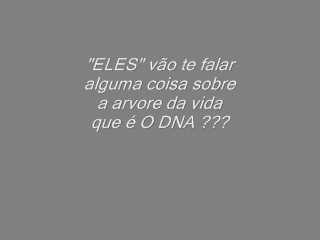 "ELES" vão te falar
alguma coisa sobre
a arvore da vida
que é O DNA ???